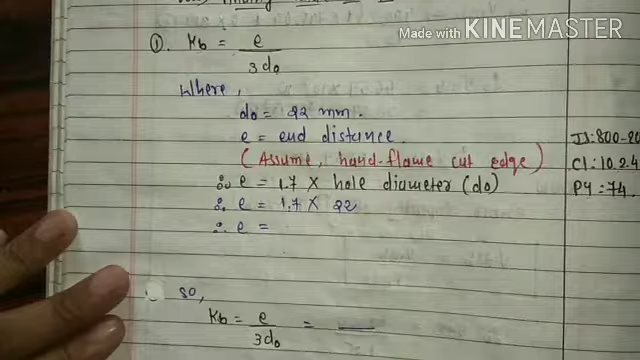 Made with
KINEMASTER
①. Kb = e / 3d₀
Where,
d₀ = 22 mm.
e = end distance.
(Assume, hand-flame cut edge)
∴ e = 1.7 × hole diameter (d₀)
∴ e = 1.7 × 22
∴ e =
IS:800-20
Cl: 10.2.4
Pg: 74.
so,
Kb = e / 3d₀ =